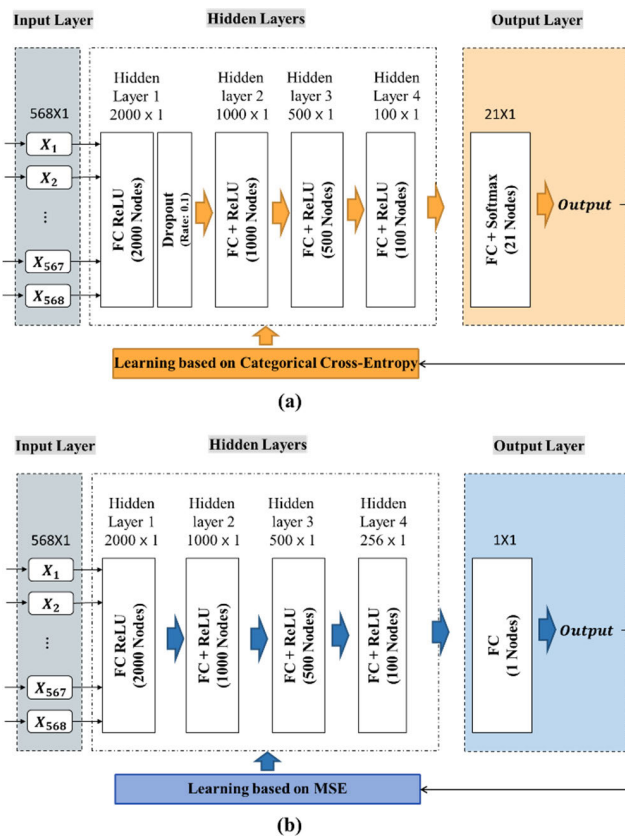 Input Layer
Hidden Layers
Output Layer
568X1
Hidden
Layer 1
2000 x 1
Hidden
layer 2
1000 x 1
Hidden
layer 3
500 x 1
Hidden
Layer 4
100 x 1
21X1
X1
X2
⋮
X567
X568
FC ReLU
(2000 Nodes)
Dropout
(Rate: 0.1)
FC + ReLU
(1000 Nodes)
FC + ReLU
(500 Nodes)
FC + ReLU
(100 Nodes)
FC + Softmax
(21 Nodes)
Output
Learning based on Categorical Cross-Entropy
(a)
Input Layer
Hidden Layers
Output Layer
568X1
Hidden
Layer 1
2000 x 1
Hidden
layer 2
1000 x 1
Hidden
layer 3
500 x 1
Hidden
Layer 4
256 x 1
1X1
X1
X2
⋮
X567
X568
FC ReLU
(2000 Nodes)
FC + ReLU
(1000 Nodes)
FC + ReLU
(500 Nodes)
FC + ReLU
(100 Nodes)
FC
(1 Nodes)
Output
Learning based on MSE
(b)